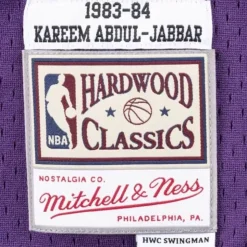 1983-84
KAREEM ABDUL-JABBAR
HARDWOOD
NBA
CLASSICS
NOSTALGIA CO.
Mitchell & Ness
PHILADELPHIA, PA.
HWC SWINGMAN